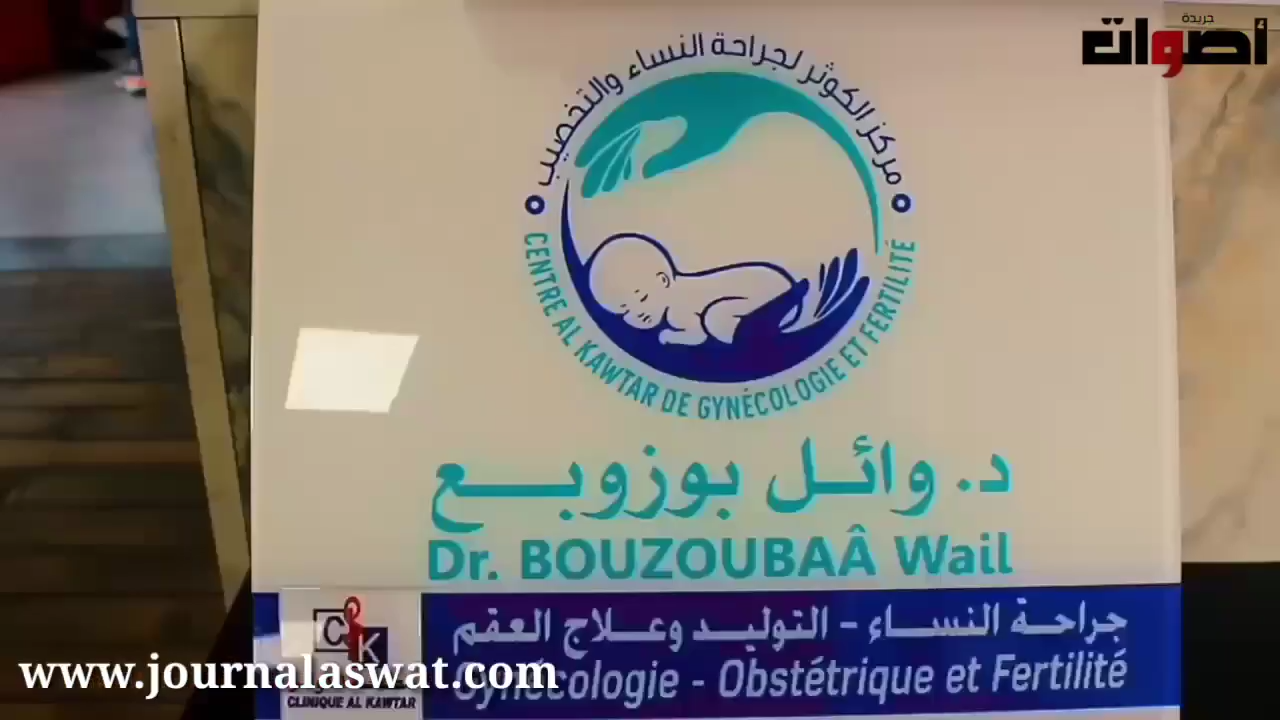 جريدة
أصوات
مركز الكوثر لجراحة النساء والتخصيب
CENTRE AL KAWTAR DE GYNÉCOLOGIE ET FERTILITÉ
د. وائل بوزوبع
Dr. BOUZOUBAÂ Wail
جراحة النساء - التوليد وعلاج العقم
Gynécologie - Obstétrique et Fertilité
CK
CLINIQUE AL KAWTAR
www.journalaswat.com